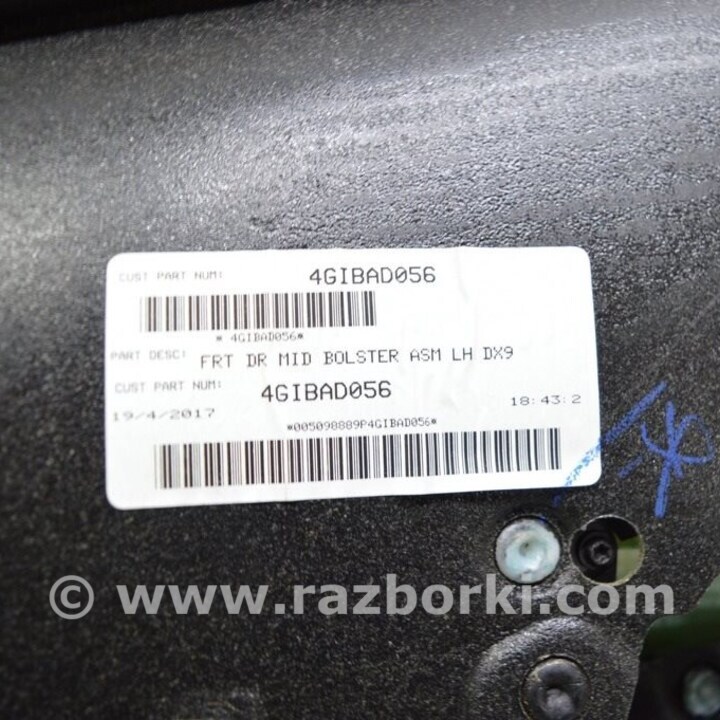 CUST PART NUM: 4GIBAD056
* 4GIBAD056*
PART DESC: FRT DR MID BOLSTER ASM LH DX9
CUST PART NUM: 4GIBAD056
19/4/2017 18:43:2
*005098889P4GIBAD056*
© www.razborki.com